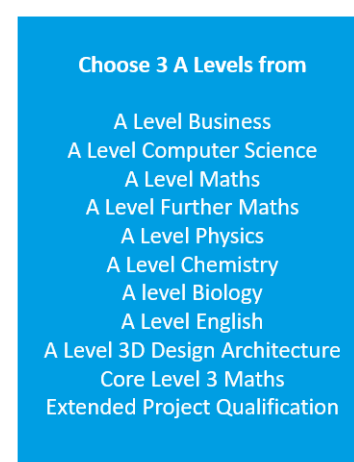 Choose 3 A Levels from
A Level Business
A Level Computer Science
A Level Maths
A Level Further Maths
A Level Physics
A Level Chemistry
A level Biology
A Level English
A Level 3D Design Architecture
Core Level 3 Maths
Extended Project Qualification